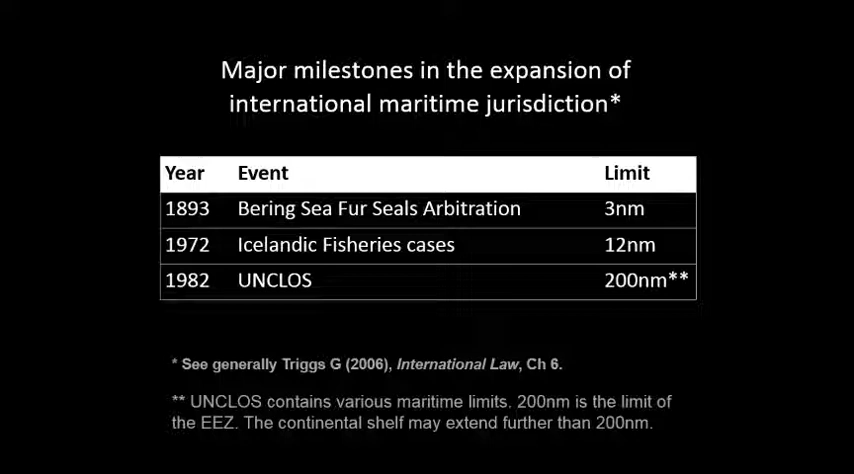 Major milestones in the expansion of
international maritime jurisdiction*
Year Event Limit
1893 Bering Sea Fur Seals Arbitration 3nm
1972 Icelandic Fisheries cases 12nm
1982 UNCLOS 200nm**
* See generally Triggs G (2006), International Law, Ch 6.
** UNCLOS contains various maritime limits. 200nm is the limit of
the EEZ. The continental shelf may extend further than 200nm.